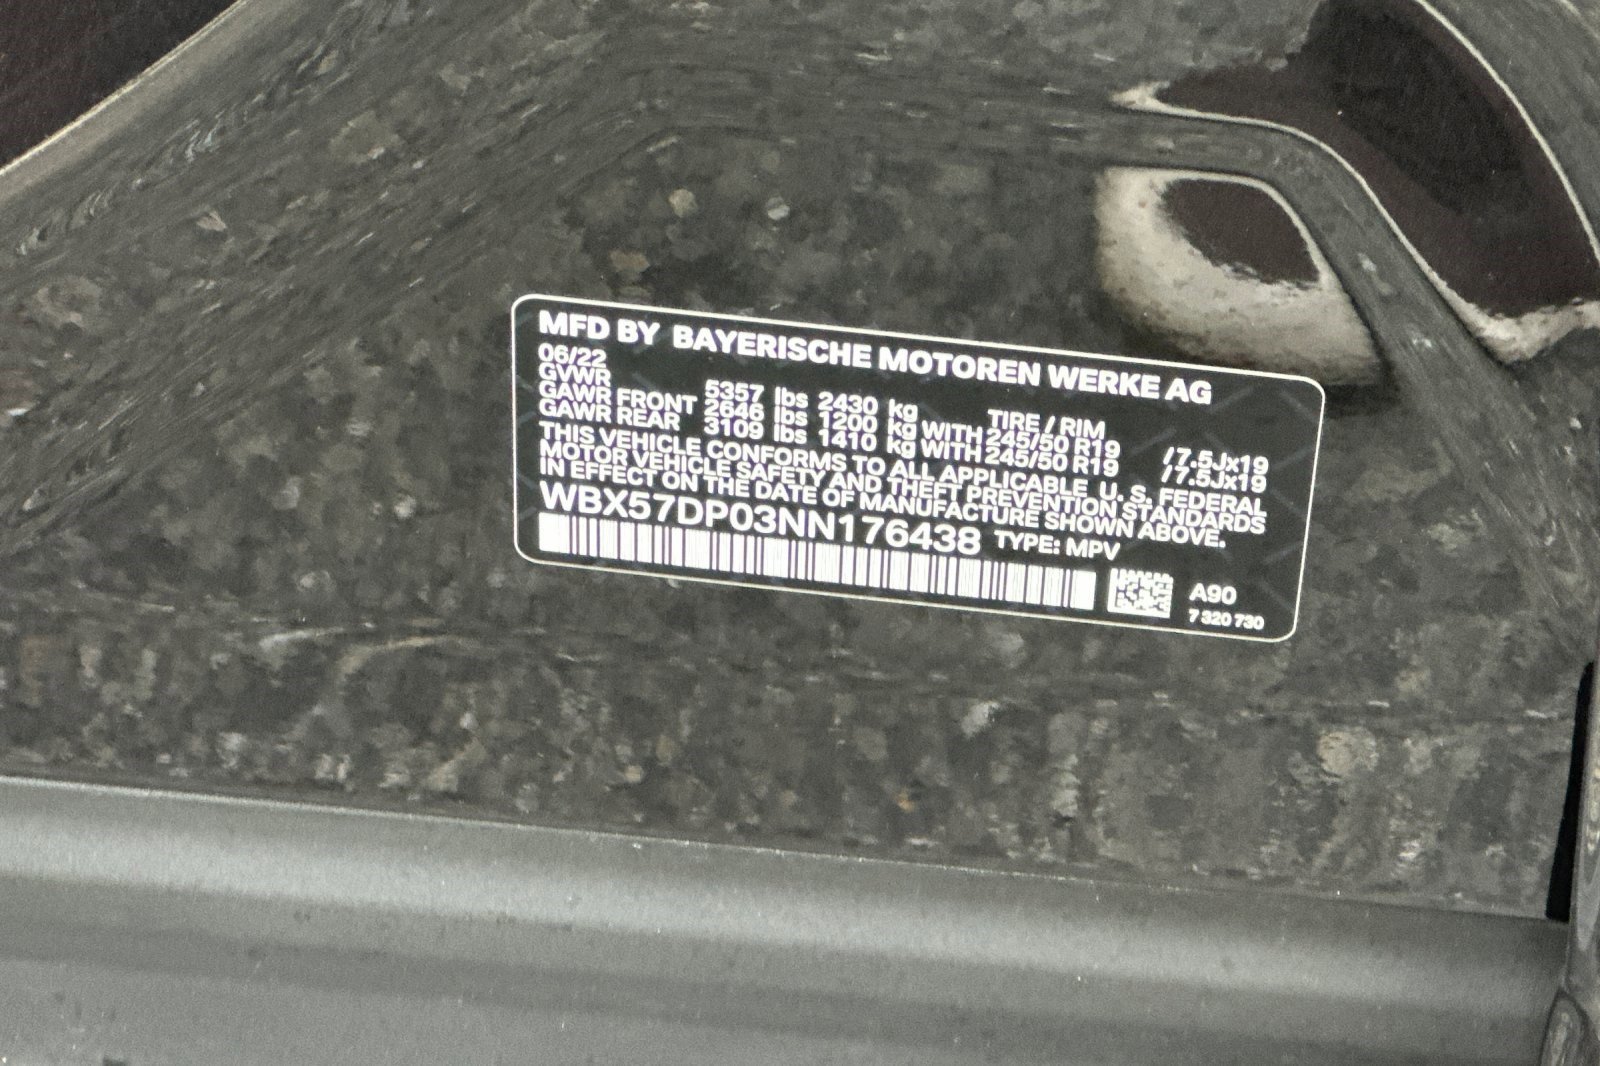 MFD BY BAYERISCHE MOTOREN WERKE AG
06/22
GVWR 5357 lbs 2430 kg TIRE / RIM
GAWR FRONT 2646 lbs 1200 kg WITH 245/50 R19 /7.5Jx19
GAWR REAR 3109 lbs 1410 kg WITH 245/50 R19 /7.5Jx19
THIS VEHICLE CONFORMS TO ALL APPLICABLE U. S. FEDERAL
MOTOR VEHICLE SAFETY AND THEFT PREVENTION STANDARDS
IN EFFECT ON THE DATE OF MANUFACTURE SHOWN ABOVE.
WBX57DP03NN176438 TYPE: MPV
A90
7 320 730